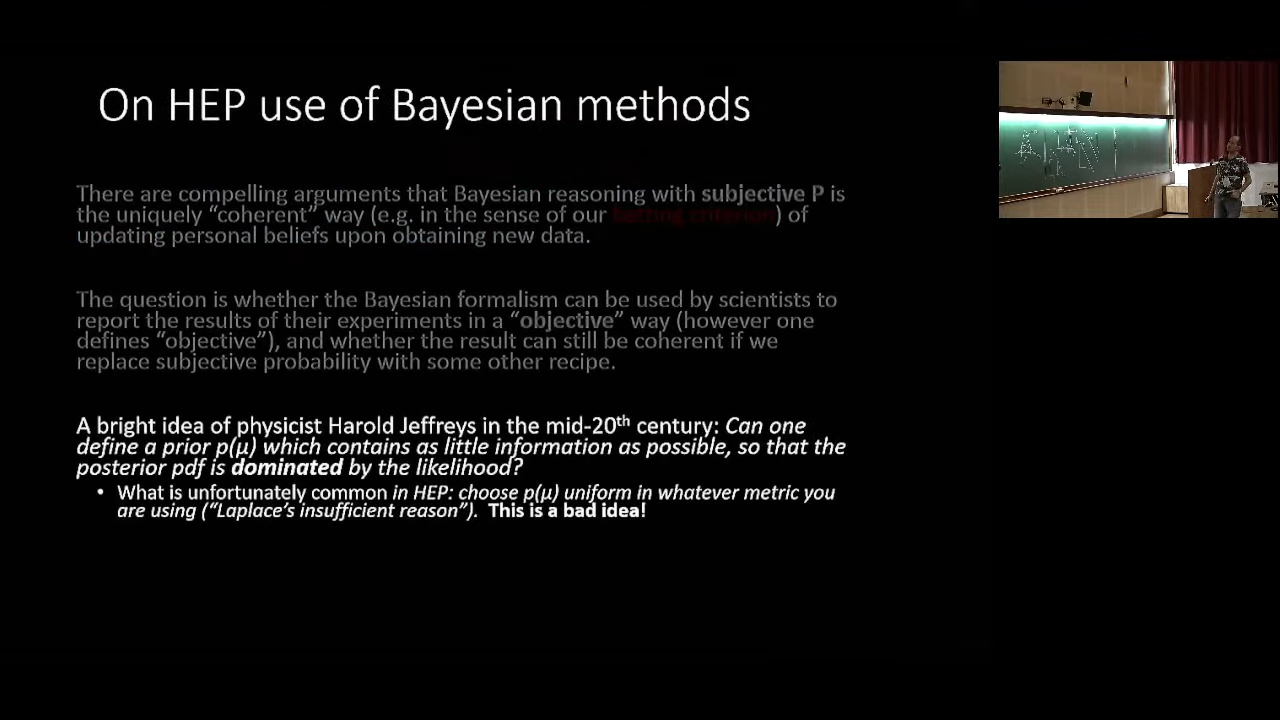 On HEP use of Bayesian methods
There are compelling arguments that Bayesian reasoning with subjective P is
the uniquely “coherent” way (e.g. in the sense of our betting criterion) of
updating personal beliefs upon obtaining new data.
The question is whether the Bayesian formalism can be used by scientists to
report the results of their experiments in a “objective” way (however one
defines “objective”), and whether the result can still be coherent if we
replace subjective probability with some other recipe.
A bright idea of physicist Harold Jeffreys in the mid-20th century: Can one
define a prior p(μ) which contains as little information as possible, so that the
posterior pdf is dominated by the likelihood?
• What is unfortunately common in HEP: choose p(μ) uniform in whatever metric you
are using (“Laplace’s insufficient reason”). This is a bad idea!